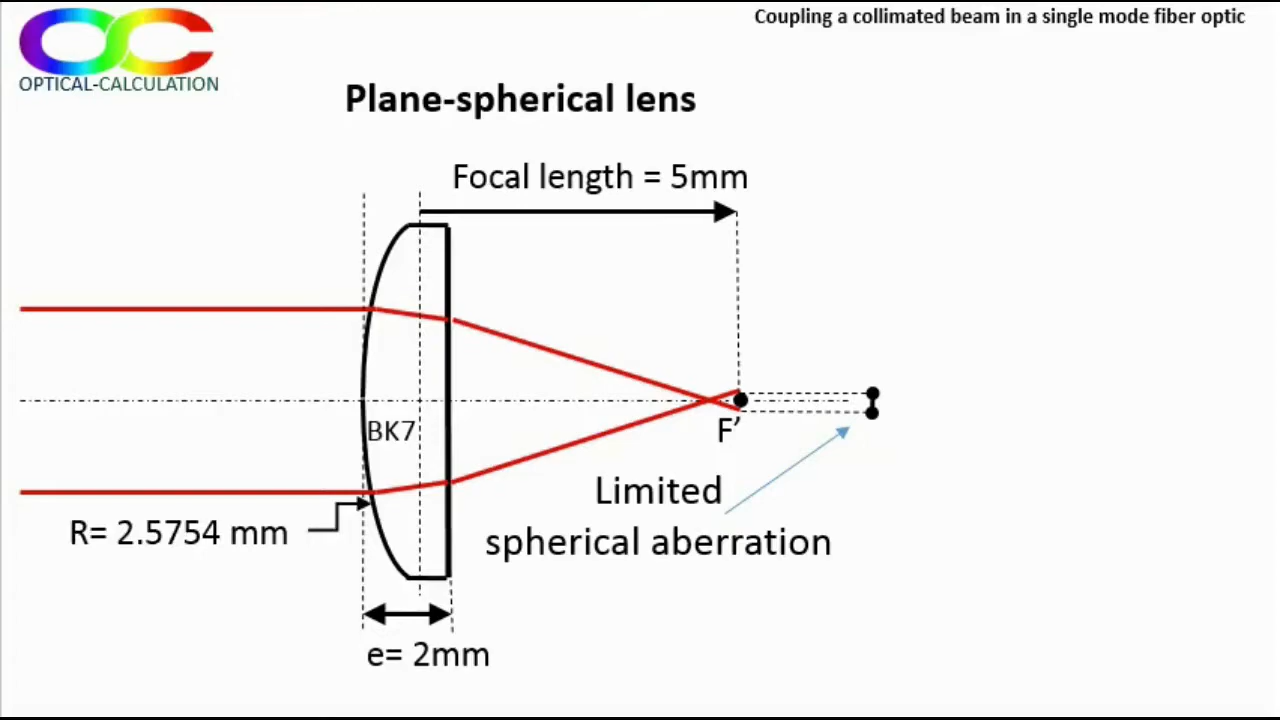 Coupling a collimated beam in a single mode fiber optic
OC
OPTICAL-CALCULATION
Plane-spherical lens
Focal length = 5mm
BK7
F’
R= 2.5754 mm
Limited
spherical aberration
e= 2mm